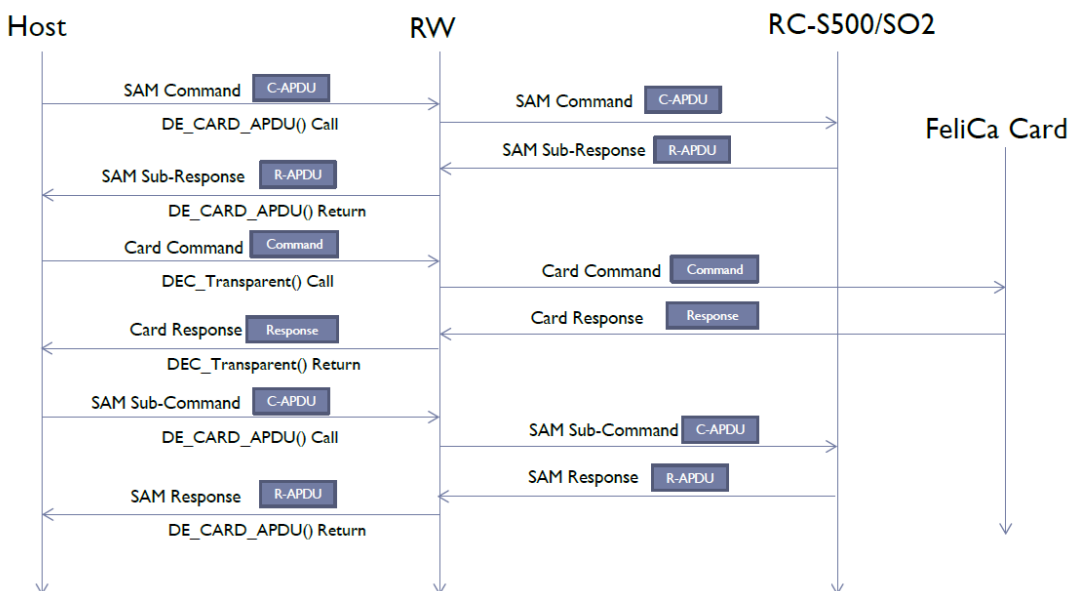 Host
RW
RC-S500/SO2
FeliCa Card
SAM Command C-APDU
DE_CARD_APDU() Call
SAM Command C-APDU
SAM Sub-Response R-APDU
SAM Sub-Response R-APDU
DE_CARD_APDU() Return
Card Command Command
DEC_Transparent() Call
Card Command Command
Card Response Response
Card Response Response
DEC_Transparent() Return
SAM Sub-Command C-APDU
DE_CARD_APDU() Call
SAM Sub-Command C-APDU
SAM Response R-APDU
SAM Response R-APDU
DE_CARD_APDU() Return